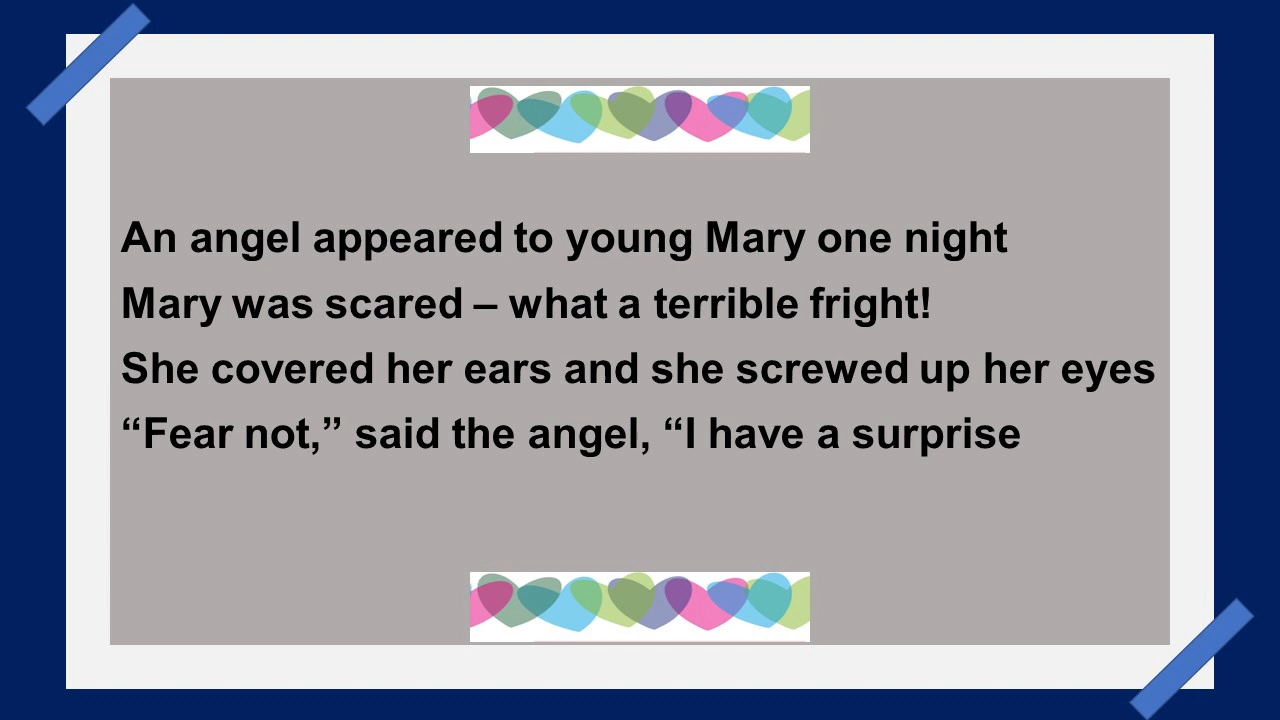 An angel appeared to young Mary one night
Mary was scared – what a terrible fright!
She covered her ears and she screwed up her eyes
“Fear not,” said the angel, “I have a surprise